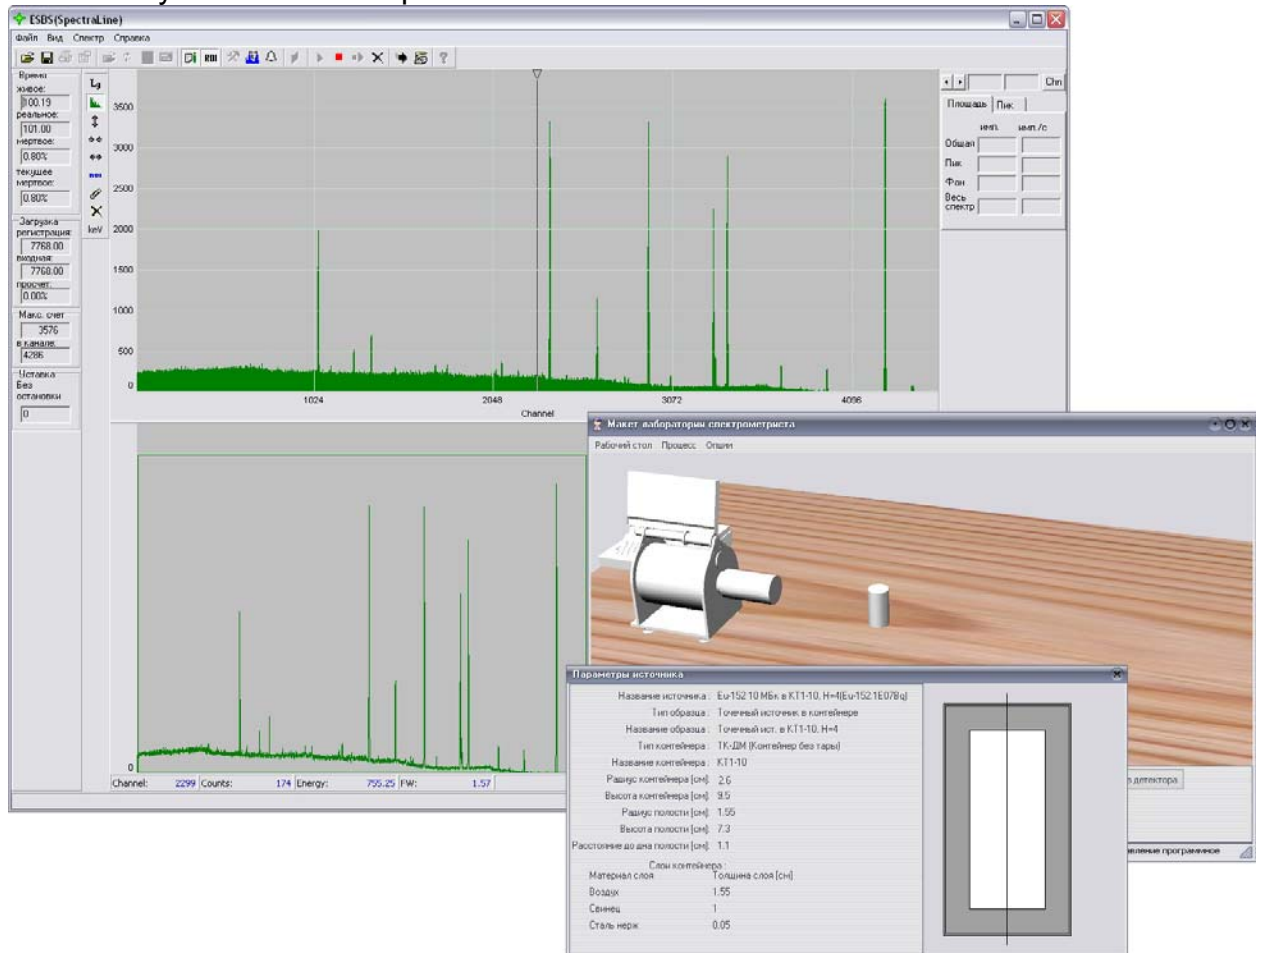 ESBS(SpectraLine)
Файл Вид Спектр Справка
Время
живое:
100.19
реальное:
101.00
мертвое:
0.80%
текущее
мертвое:
0.80%
Загрузка
регистрация:
7768.00
входная:
7768.00
просчет:
0.00%
Макс. счет
3576
в канале:
4286
Уставка
Без
остановки
0
ROI
Lg
keV
3500
3000
2500
2000
1500
1000
500
0
1024 2048 3072 4096
Channel
Chn
Площадь Пик
имп. имп./с
Общая
Пик
Фон
Весь
спектр
0
Channel: 2299 Counts: 174 Energy: 755.25 FW: 1.57
Макет лаборатории спектрометриста
Рабочий стол Процесс Опции
детектора
программное
Параметры источника
Название источника : Eu-152 10 МБк в КТ1-10, H=4(Eu-152.1E07Bq)
Тип образца : Точечный источник в контейнере
Название образца : Точечный ист. в КТ1-10, H=4
Тип контейнера : ТК-ДМ (Контейнер без тары)
Название контейнера : КТ1-10
Радиус контейнера [см]: 2.6
Высота контейнера [см]: 9.5
Радиус полости [см]: 1.55
Высота полости [см]: 7.3
Расстояние до дна полости [см]: 1.1
Слои контейнера :
Материал слоя Толщина слоя [см]
Воздух 1.55
Свинец 1
Сталь нерж. 0.05